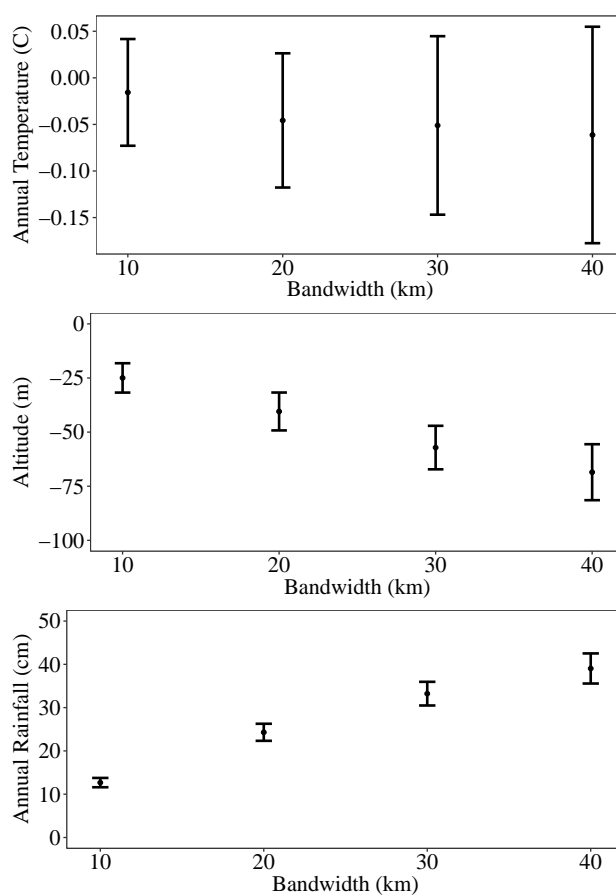 0.05
0.00
−0.05
−0.10
−0.15
Annual Temperature (C)
10 20 30 40
Bandwidth (km)
0
−25
−50
−75
−100
Altitude (m)
10 20 30 40
Bandwidth (km)
50
40
30
20
10
0
Annual Rainfall (cm)
10 20 30 40
Bandwidth (km)